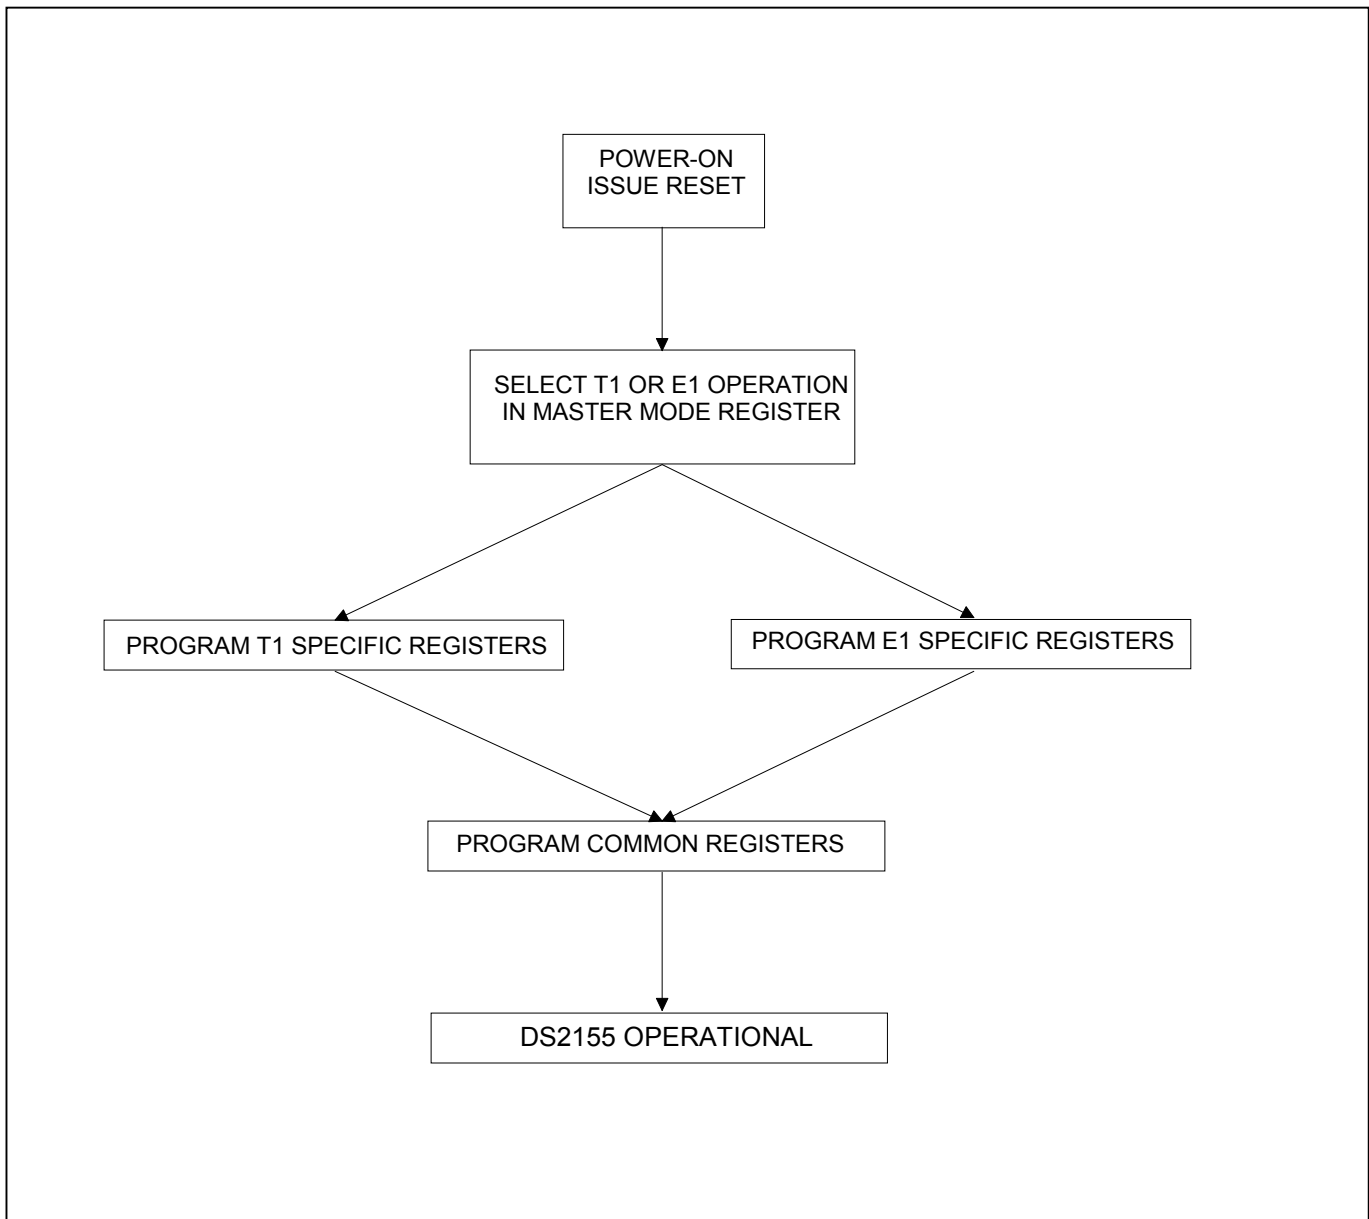 POWER-ON
ISSUE RESET
SELECT T1 OR E1 OPERATION
IN MASTER MODE REGISTER
PROGRAM T1 SPECIFIC REGISTERS
PROGRAM E1 SPECIFIC REGISTERS
PROGRAM COMMON REGISTERS
DS2155 OPERATIONAL